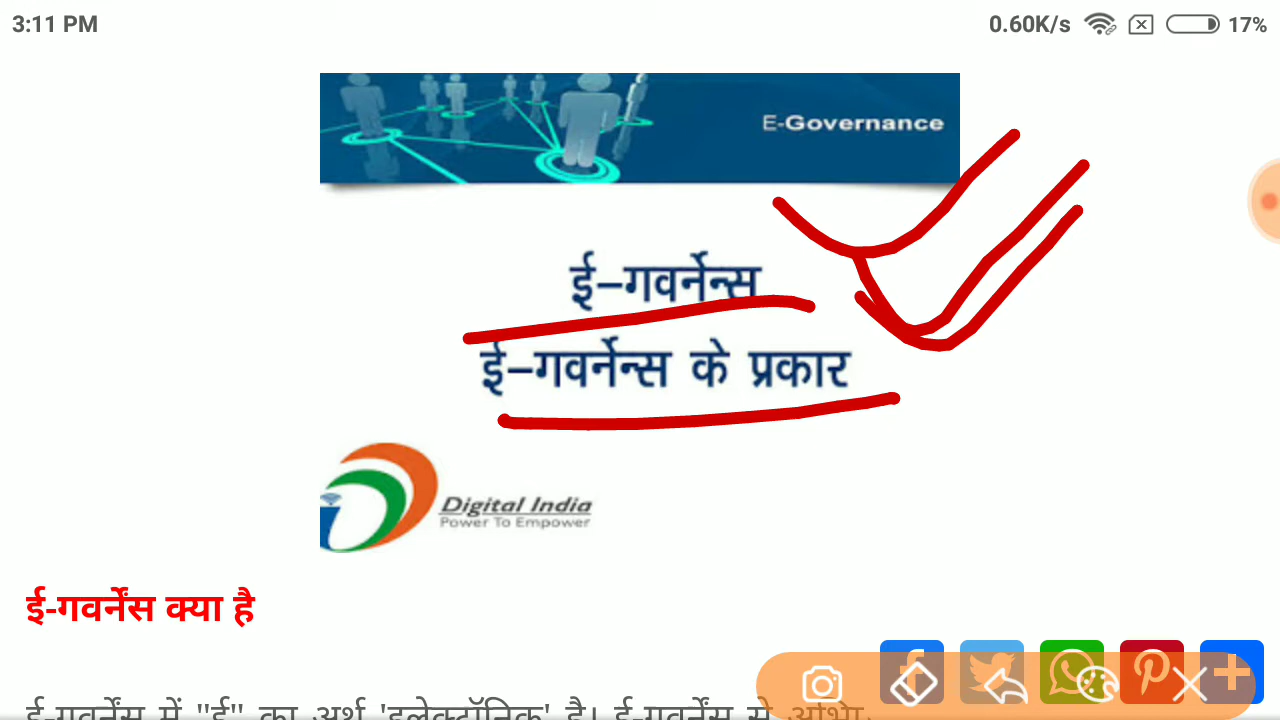 3:11 PM 0.60K/s 17%
E-Governance
ई–गवर्नेन्स
ई–गवर्नेन्स के प्रकार
Digital India
Power To Empower
ई-गवर्नेंस क्या है
ई-गवर्नेंस में "ई" का अर्थ 'इलेक्ट्रॉनिक' है। ई-गवर्नेंस से